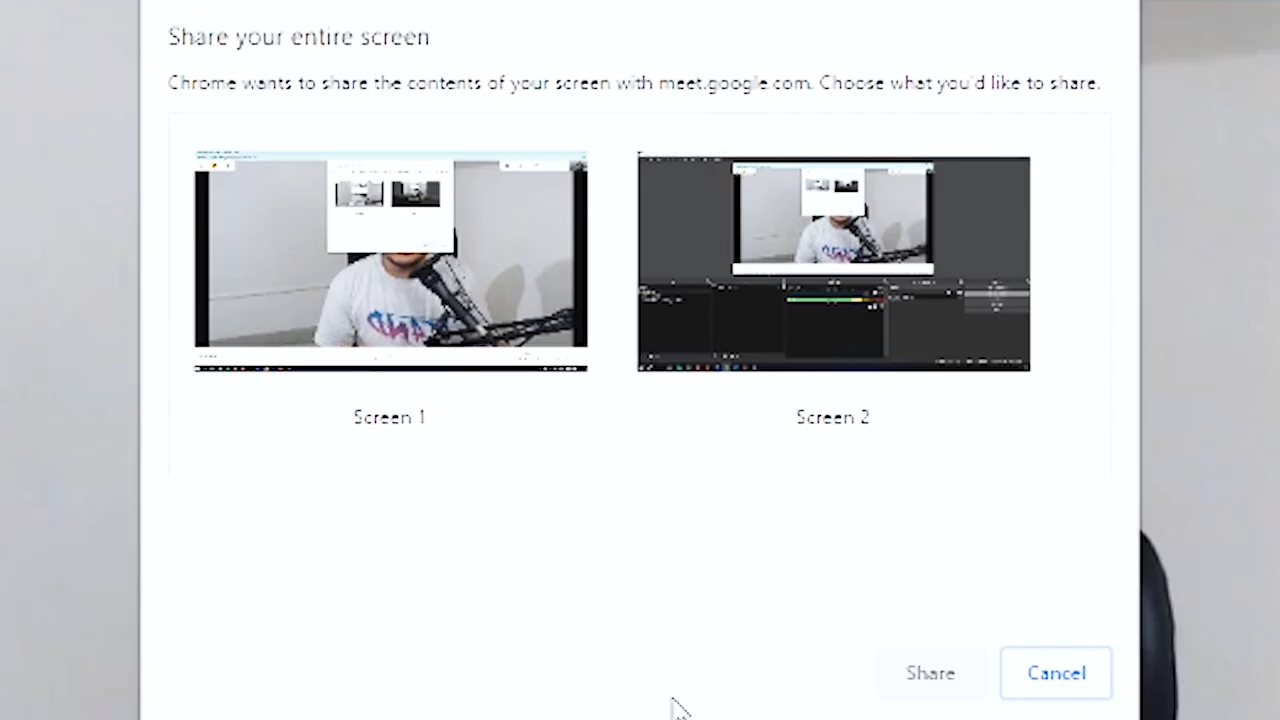 Share your entire screen
Chrome wants to share the contents of your screen with meet.google.com. Choose what you'd like to share.
Screen 1
Screen 2
Share
Cancel